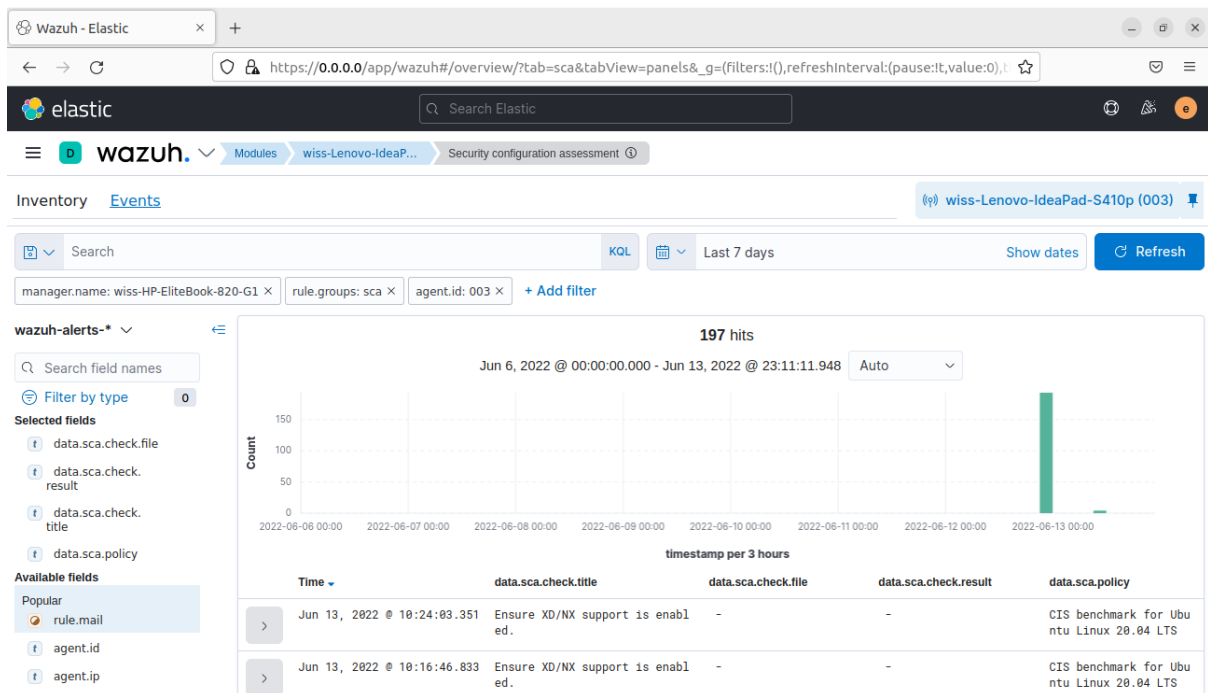 Wazuh - Elastic
https://0.0.0.0/app/wazuh#/overview/?tab=sca&tabView=panels&_g=(filters:!(),refreshInterval:(pause:!t,value:0),t
elastic
Search Elastic
e
D
wazuh.
Modules
wiss-Lenovo-IdeaP...
Security configuration assessment
Inventory
Events
wiss-Lenovo-IdeaPad-S410p (003)
Search
KQL
Last 7 days
Show dates
Refresh
manager.name: wiss-HP-EliteBook-820-G1 ×
rule.groups: sca ×
agent.id: 003 ×
+ Add filter
wazuh-alerts-*
Search field names
Filter by type
0
Selected fields
t data.sca.check.file
t data.sca.check.
result
t data.sca.check.
title
t data.sca.policy
Available fields
Popular
rule.mail
t agent.id
t agent.ip
197 hits
Jun 6, 2022 @ 00:00:00.000 - Jun 13, 2022 @ 23:11:11.948
Auto
Count
150
100
50
0
2022-06-06 00:00
2022-06-07 00:00
2022-06-08 00:00
2022-06-09 00:00
2022-06-10 00:00
2022-06-11 00:00
2022-06-12 00:00
2022-06-13 00:00
timestamp per 3 hours
Time
data.sca.check.title
data.sca.check.file
data.sca.check.result
data.sca.policy
Jun 13, 2022 @ 10:24:03.351
Ensure XD/NX support is enabl
ed.
-
-
CIS benchmark for Ubu
ntu Linux 20.04 LTS
Jun 13, 2022 @ 10:16:46.833
Ensure XD/NX support is enabl
ed.
-
-
CIS benchmark for Ubu
ntu Linux 20.04 LTS